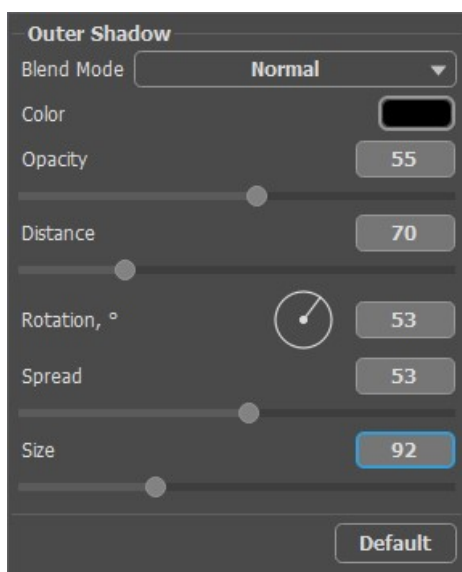 Outer Shadow
Blend Mode Normal
Color
Opacity 55
Distance 70
Rotation, ° 53
Spread 53
Size 92
Default